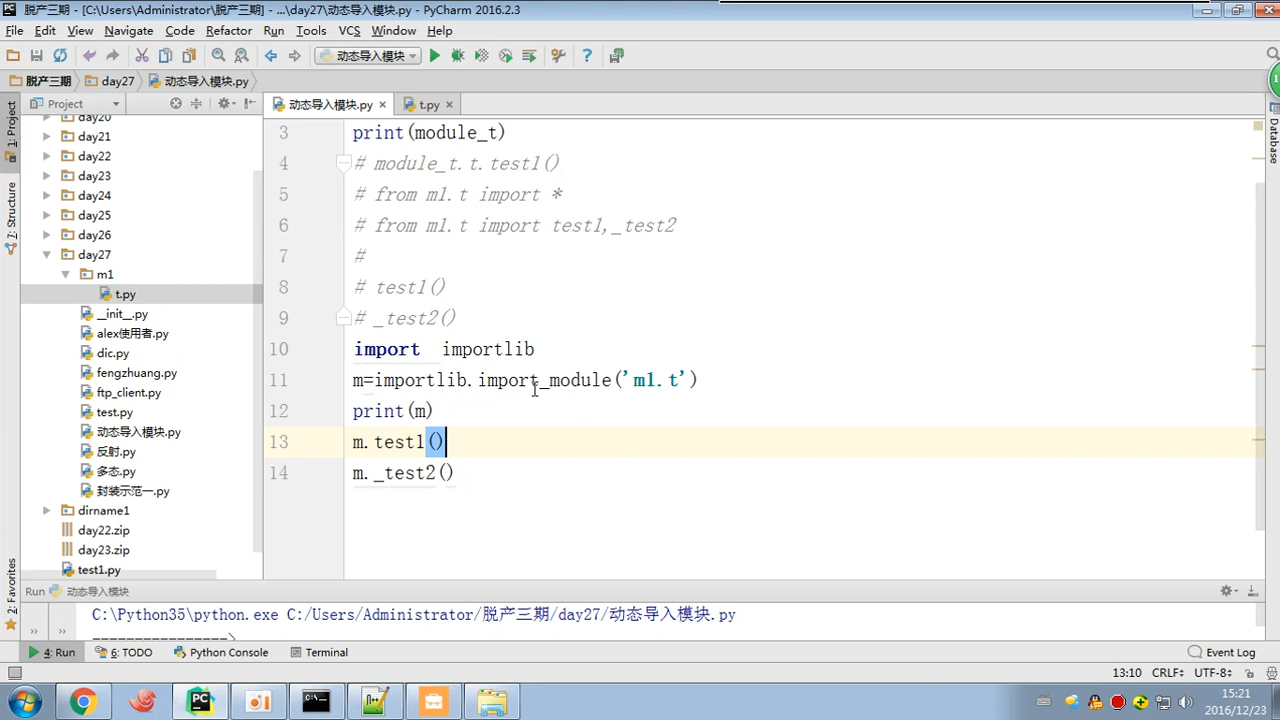 脱产三期 - [C:\Users\Administrator\脱产三期] - ...\day27\动态导入模块.py - PyCharm 2016.2.3
File Edit View Navigate Code Refactor Run Tools VCS Window Help
动态导入模块
脱产三期 day27 动态导入模块.py
Project
动态导入模块.py
t.py
1: Project
7: Structure
2: Favorites
Database
day20
day21
day22
day23
day24
day25
day26
day27
m1
t.py
__init__.py
alex使用者.py
dic.py
fengzhuang.py
ftp_client.py
test.py
动态导入模块.py
反射.py
多态.py
封装示范一.py
dirname1
day22.zip
day23.zip
test1.py
3 print(module_t)
4 # module_t.t.test1()
5 # from m1.t import *
6 # from m1.t import test1,_test2
7 #
8 # test1()
9 # _test2()
10 import  importlib
11 m=importlib.import_module('m1.t')
12 print(m)
13 m.test1()
14 m._test2()
Run 动态导入模块
C:\Python35\python.exe C:/Users/Administrator/脱产三期/day27/动态导入模块.py
---------------->
4: Run 6: TODO Python Console Terminal Event Log
13:10 CRLF UTF-8
15:21
2016/12/23